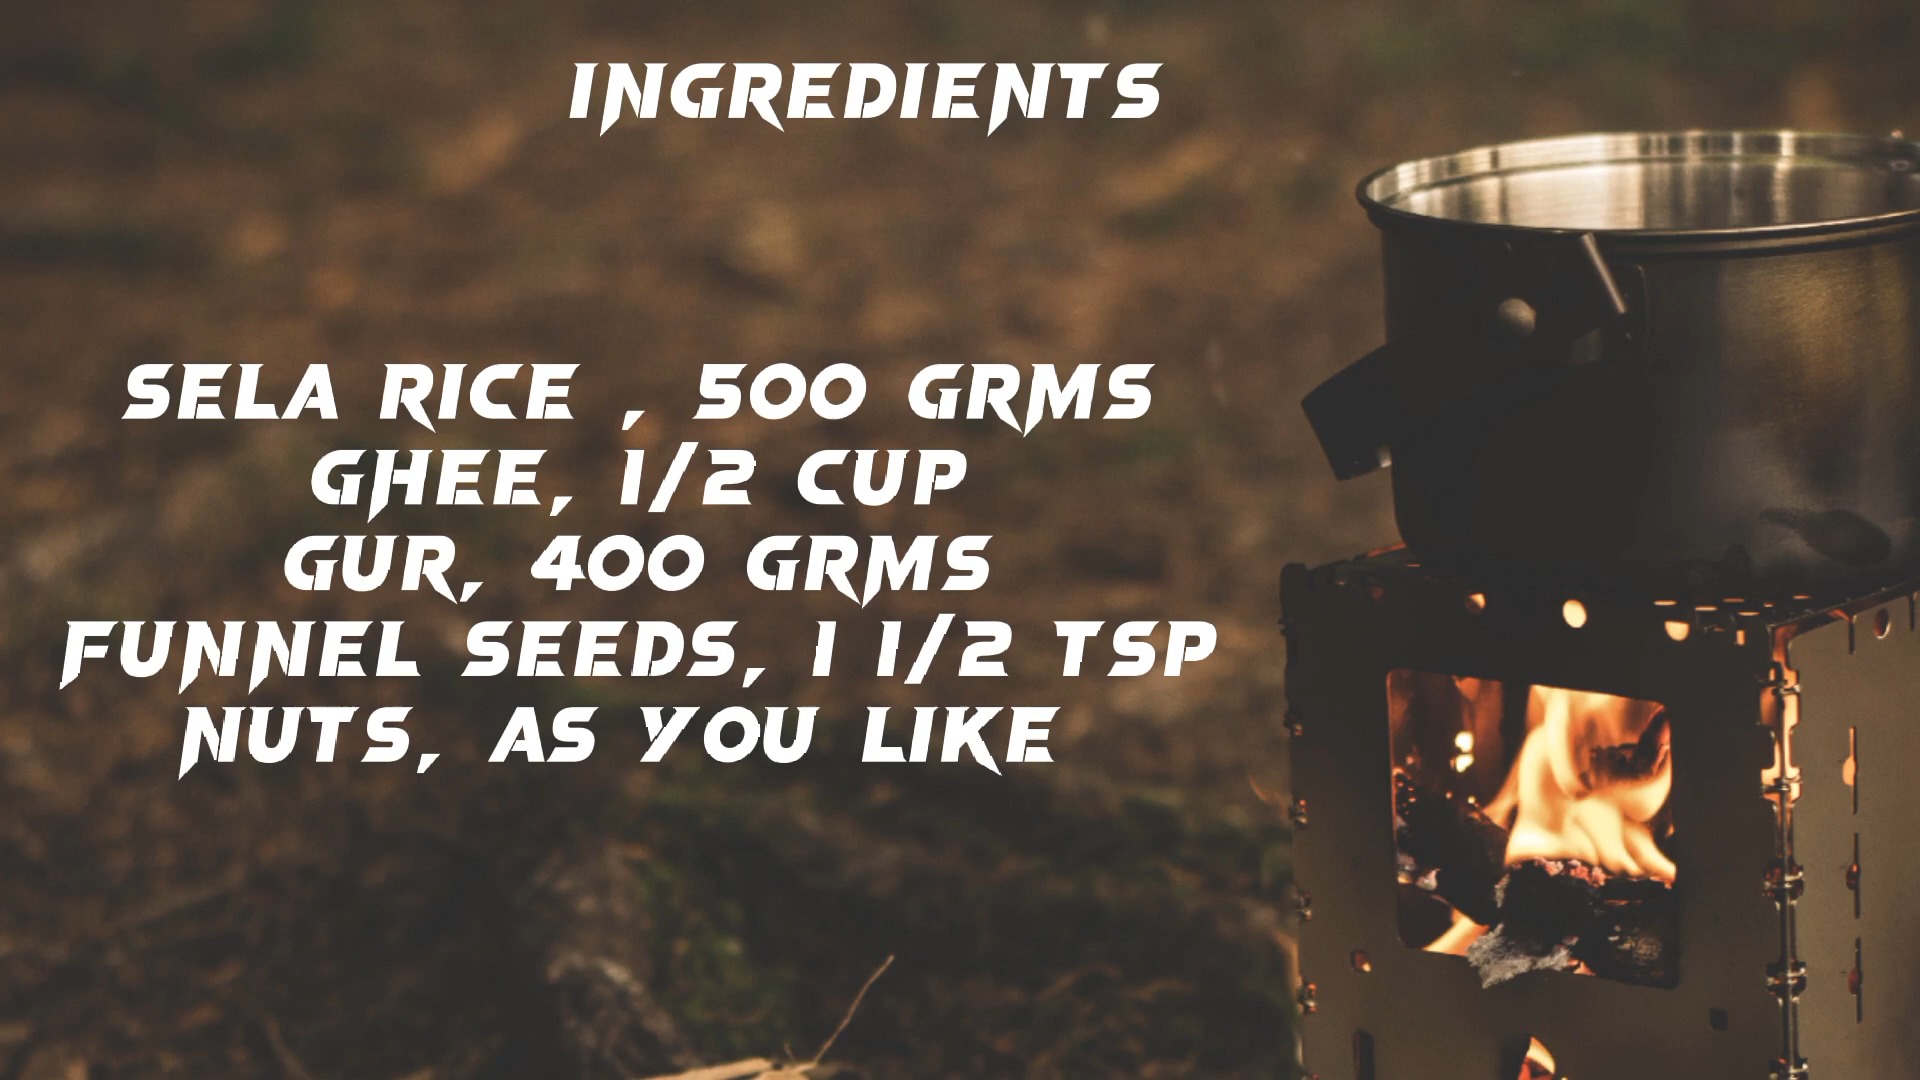 INGREDIENTS
SELA RICE , 500 GRMS
GHEE, 1/2 CUP
GUR, 400 GRMS
FUNNEL SEEDS, 1 1/2 TSP
NUTS, AS YOU LIKE